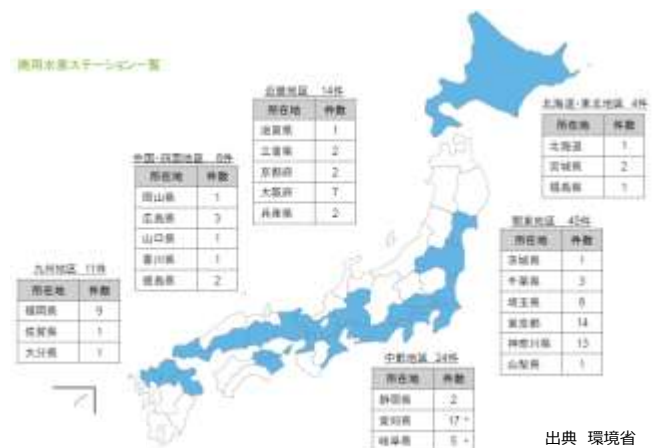 商用水素ステーション一覧
北海道・東北地区 4件
所在地 件数
北海道 1
宮城県 2
福島県 1
近畿地区 14件
所在地 件数
滋賀県 1
三重県 2
京都府 2
大阪府 7
兵庫県 2
中国・四国地区 8件
所在地 件数
岡山県 1
広島県 3
山口県 1
香川県 1
徳島県 2
関東地区
所在地 件数
茨城県 1
千葉県 3
埼玉県 8
東京都 14
神奈川県 13
山梨県 1
九州地区 11件
所在地 件数
福岡県 9
佐賀県 1
大分県 1
中部地区 24件
所在地 件数
静岡県 2
愛知県 17
岐阜県 5
出典 環境省